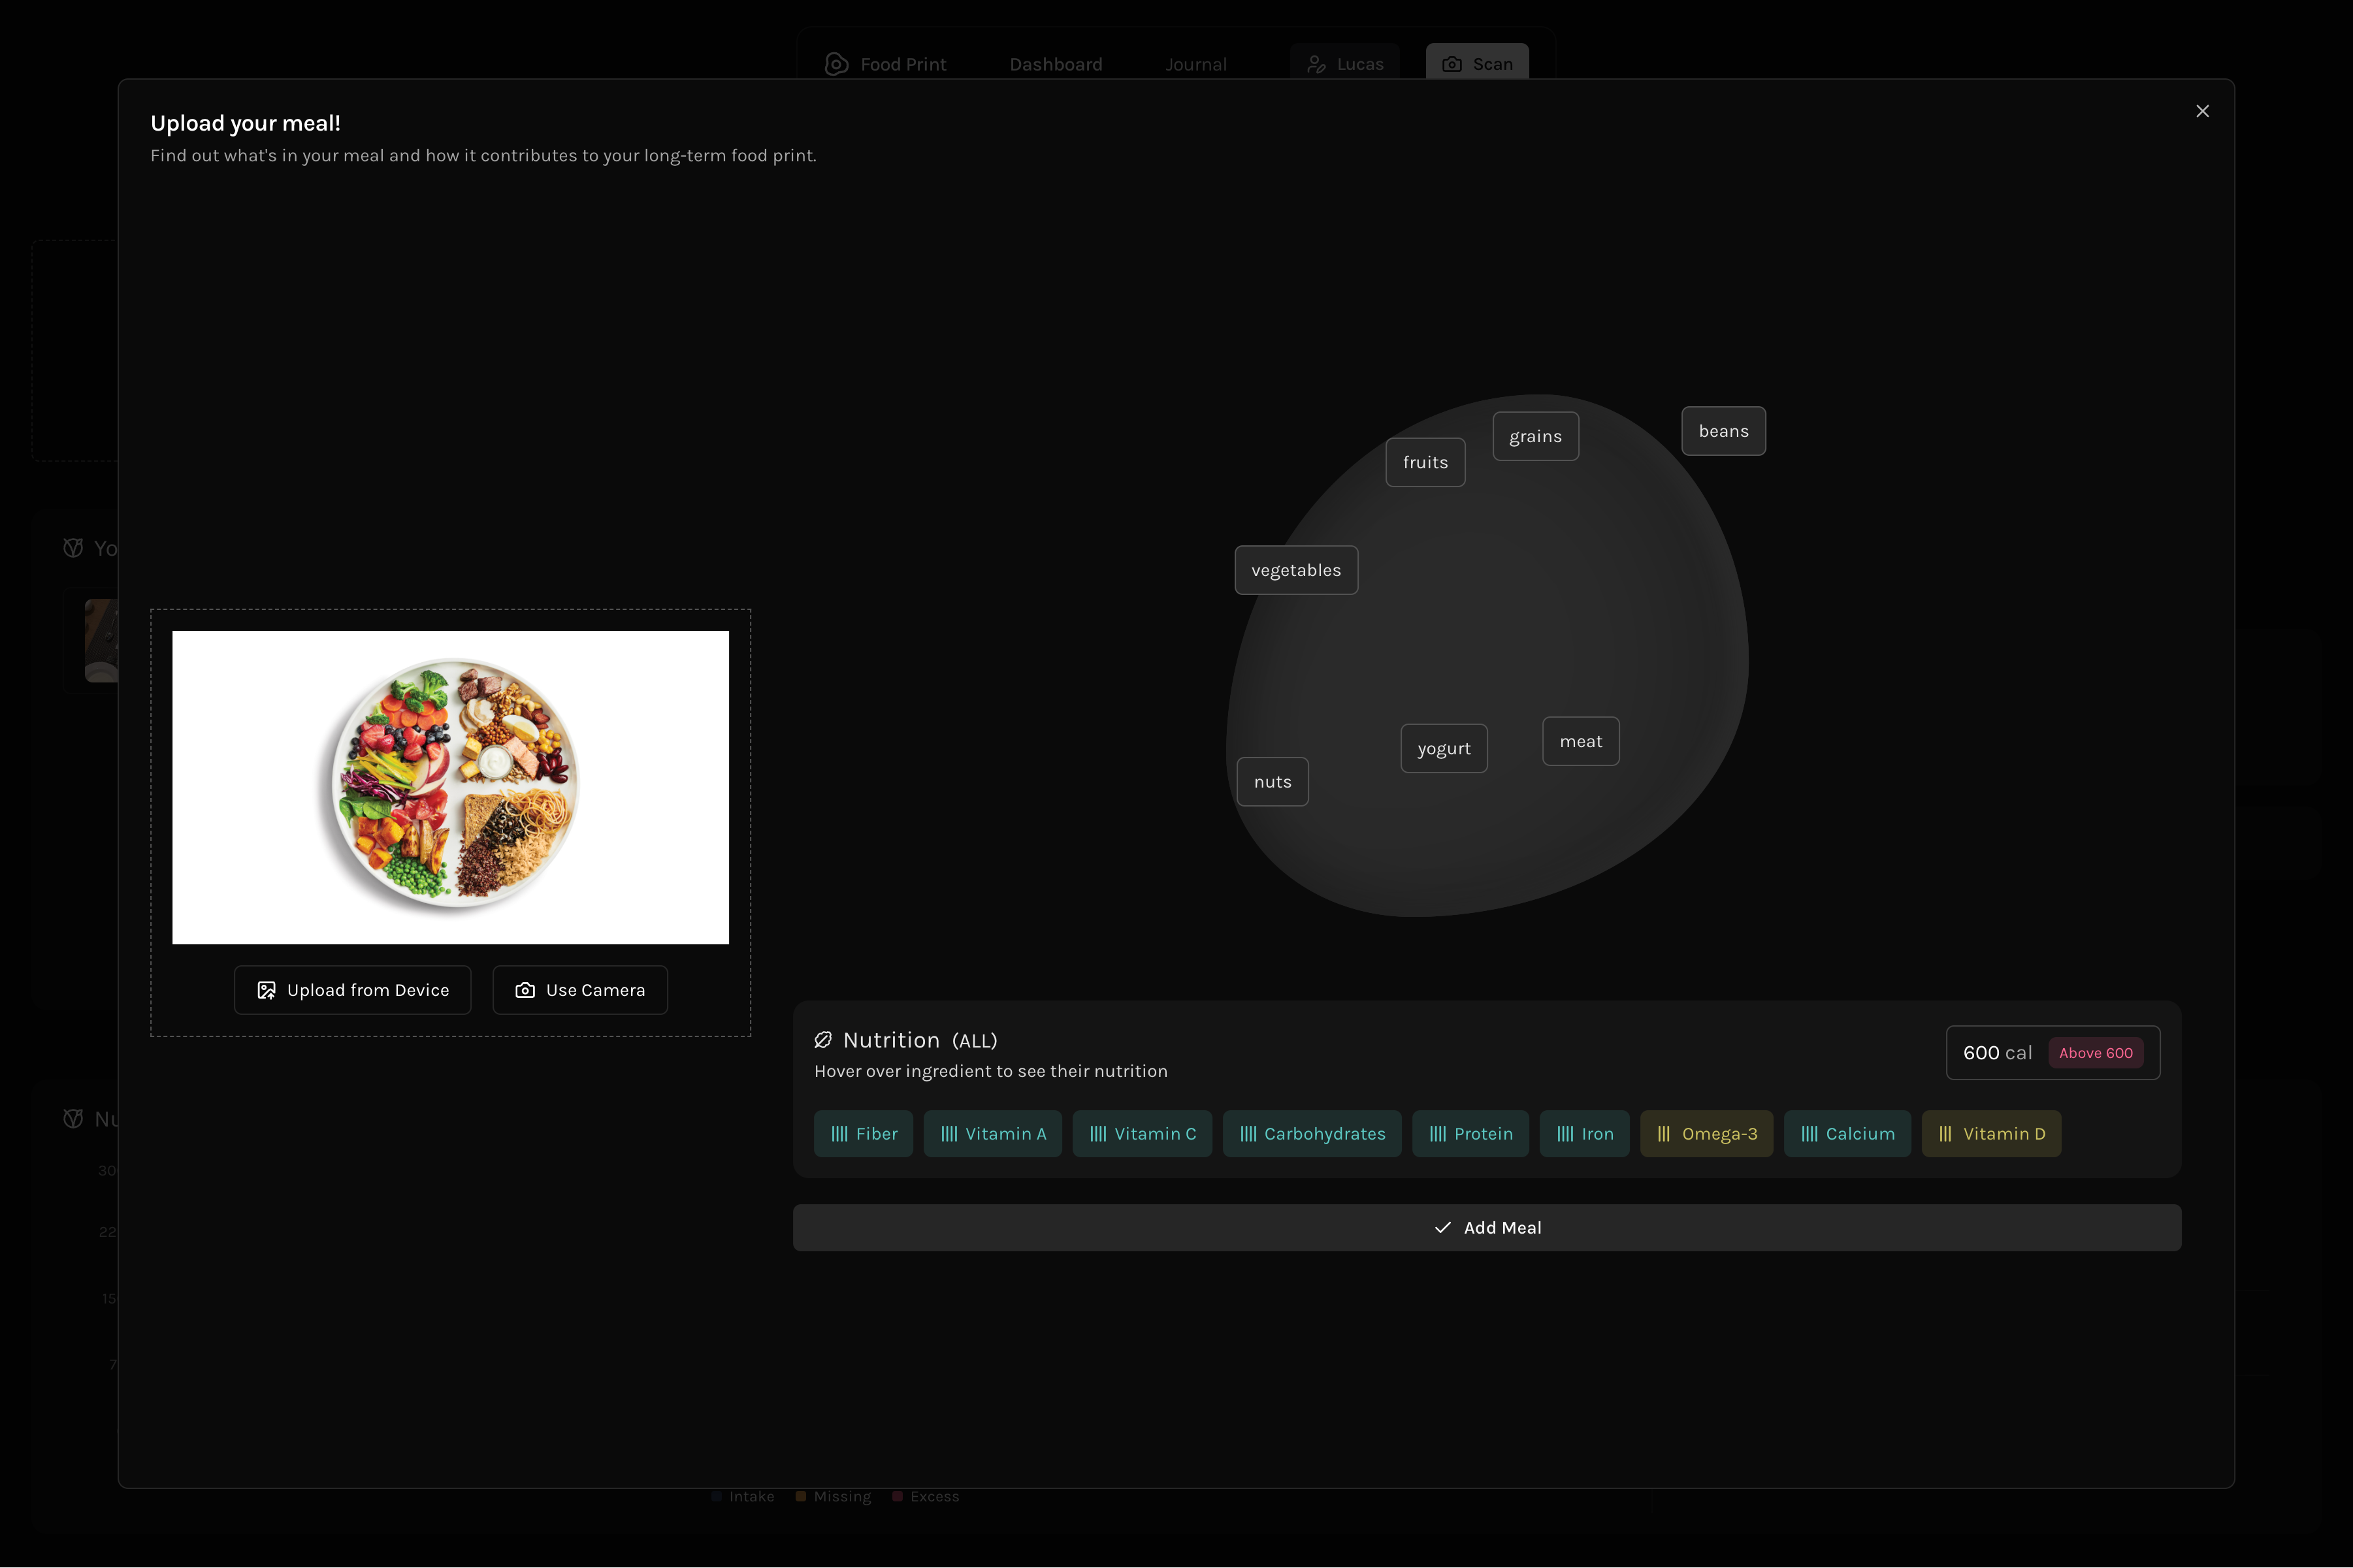 Food Print Dashboard Journal Lucas Scan
Upload your meal!
Find out what's in your meal and how it contributes to your long-term food print.
beans
grains
fruits
Yo
vegetables
meat
yogurt
nuts
Upload from Device
Use Camera
Nutrition (ALL)
600 cal Above 600
Hover over ingredient to see their nutrition
Nu
Fiber Vitamin A Vitamin C Carbohydrates Protein Iron Omega-3 Calcium Vitamin D
30
Add Meal
22
15
7
Intake Missing Excess